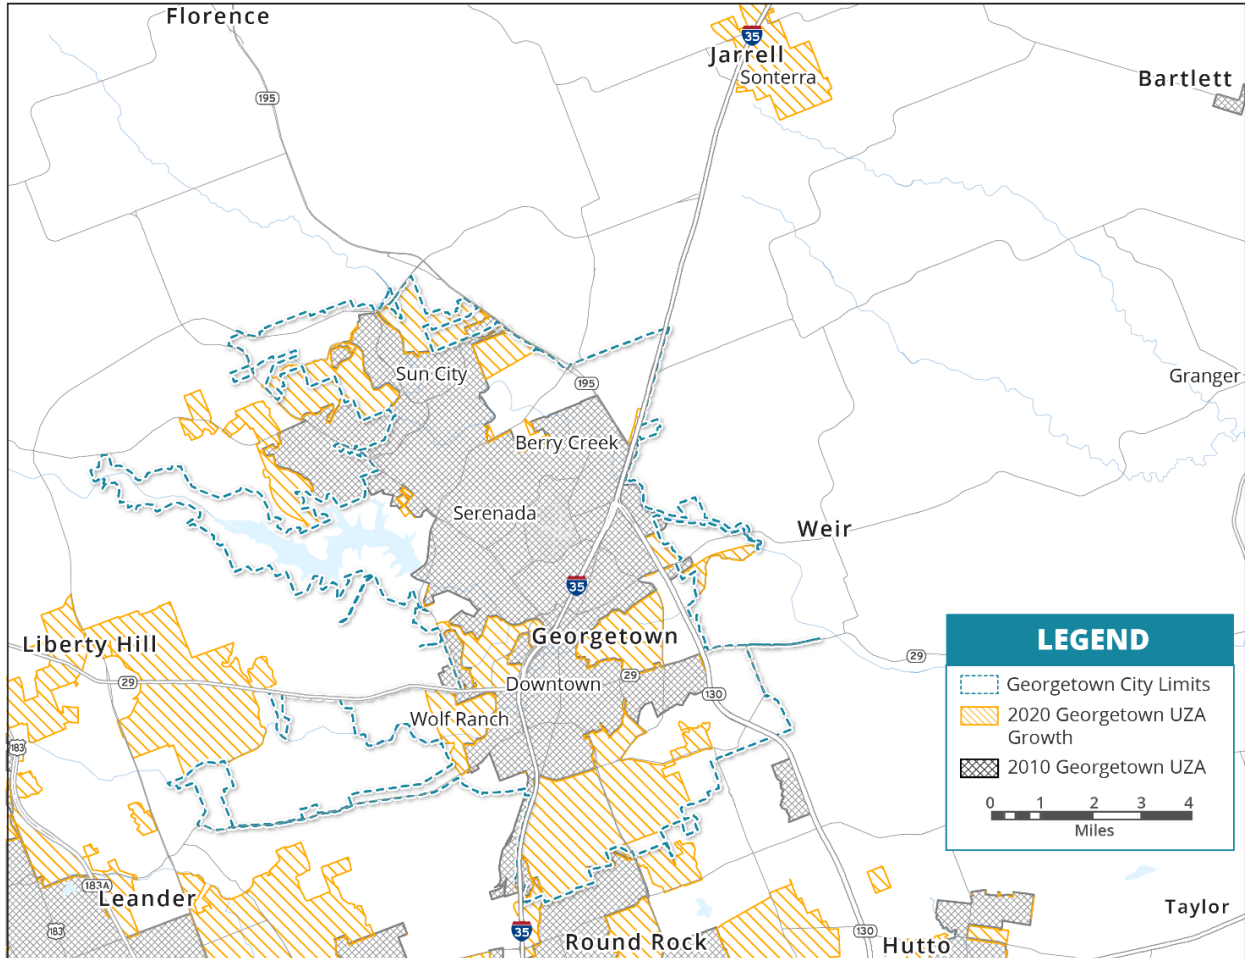 Florence
35
Jarrell
Sonterra
Bartlett
195
Granger
Sun City
195
Berry Creek
Serenada
Weir
35
Georgetown
Liberty Hill
29
29
29
Downtown
130
Wolf Ranch
183
LEGEND
Georgetown City Limits
2020 Georgetown UZA
Growth
2010 Georgetown UZA
0 1 2 3 4
Miles
183A
Leander
183
35
Round Rock
130
Hutto
Taylor